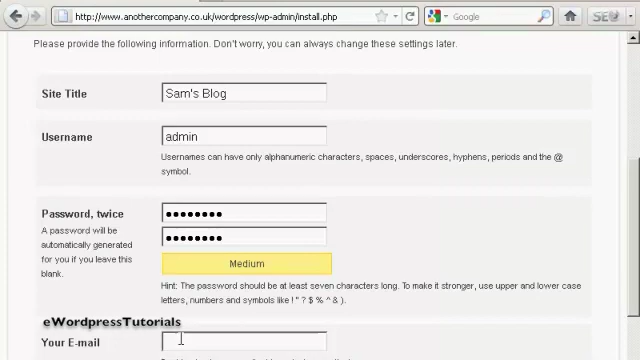 http://www.anothercompany.co.uk/wordpress/wp-admin/install.php
Google
SEO
Please provide the following information. Don't worry, you can always change these settings later.
Site Title
Sam's Blog
Username
admin
Usernames can have only alphanumeric characters, spaces, underscores, hyphens, periods and the @
symbol.
Password, twice
A password will be
automatically generated
for you if you leave this
blank.
●●●●●●●●
●●●●●●●●
Medium
Hint: The password should be at least seven characters long. To make it stronger, use upper and lower case
letters, numbers and symbols like ! " ? $ % ^ & ).
eWordpressTutorials
Your E-mail